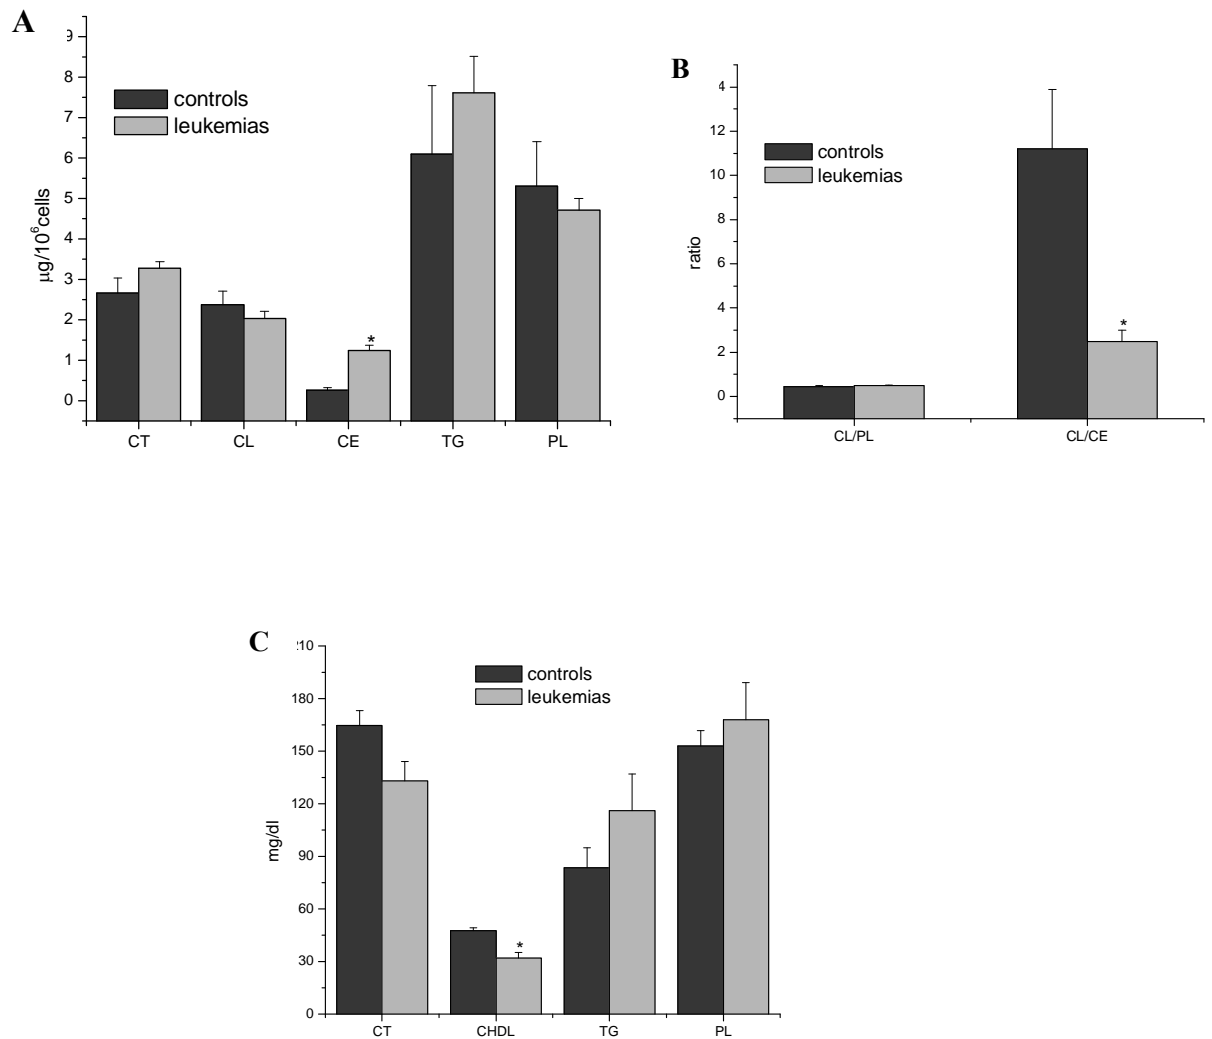 A
9
8
7
6
5
4
3
2
1
0
µg/10⁶cells
controls
leukemias
*
CT CL CE TG PL
B
4
12
10
8
6
4
2
0
ratio
controls
leukemias
*
CL/PL CL/CE
C
210
180
150
120
90
60
30
0
mg/dl
controls
leukemias
*
CT CHDL TG PL